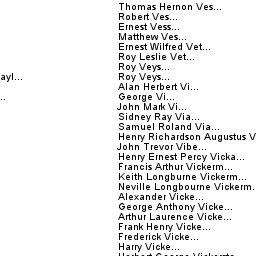 Thomas Hernon Ves...
Robert Ves...
Ernest Vess...
Matthew Ves...
Ernest Wilfred Vet...
Roy Leslie Vet...
Roy Veys...
ayl... Roy Veys...
Alan Herbert Vi...
... George Vi...
John Mark Vi...
Sidney Ray Via...
Samuel Roland Via...
Henry Richardson Augustus V
John Trevor Vibe...
Henry Ernest Percy Vicka...
Francis Arthur Vickerm...
Keith Longburne Vickerm...
Neville Longbourne Vickerm.
Alexander Vicke...
George Anthony Vicke...
Arthur Laurence Vicke...
Frank Henry Vicke...
Frederick Vicke...
Harry Vicke...